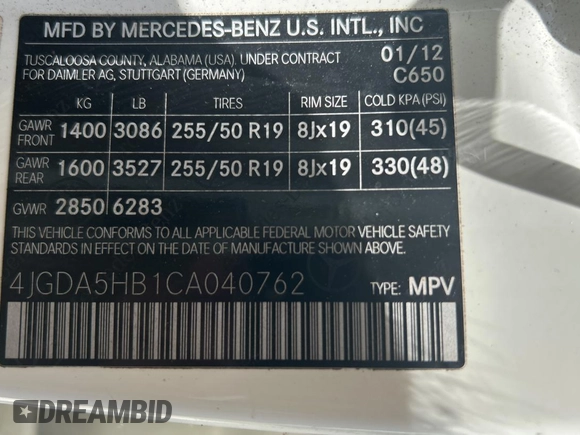 MFD BY MERCEDES-BENZ U.S. INTL., INC
TUSCALOOSA COUNTY, ALABAMA (USA). UNDER CONTRACT 01/12
FOR DAIMLER AG, STUTTGART (GERMANY) C650
KG LB TIRES RIM SIZE COLD KPA(PSI)
GAWR FRONT 1400 3086 255/50 R19 8Jx19 310(45)
GAWR REAR 1600 3527 255/50 R19 8Jx19 330(48)
GVWR 2850 6283
THIS VEHICLE CONFORMS TO ALL APPLICABLE FEDERAL MOTOR VEHICLE SAFETY
STANDARDS IN EFFECT ON THE DATE OF MANUFACTURE SHOWN ABOVE.
4JGDA5HB1CA040762 TYPE: MPV
DREAMBID